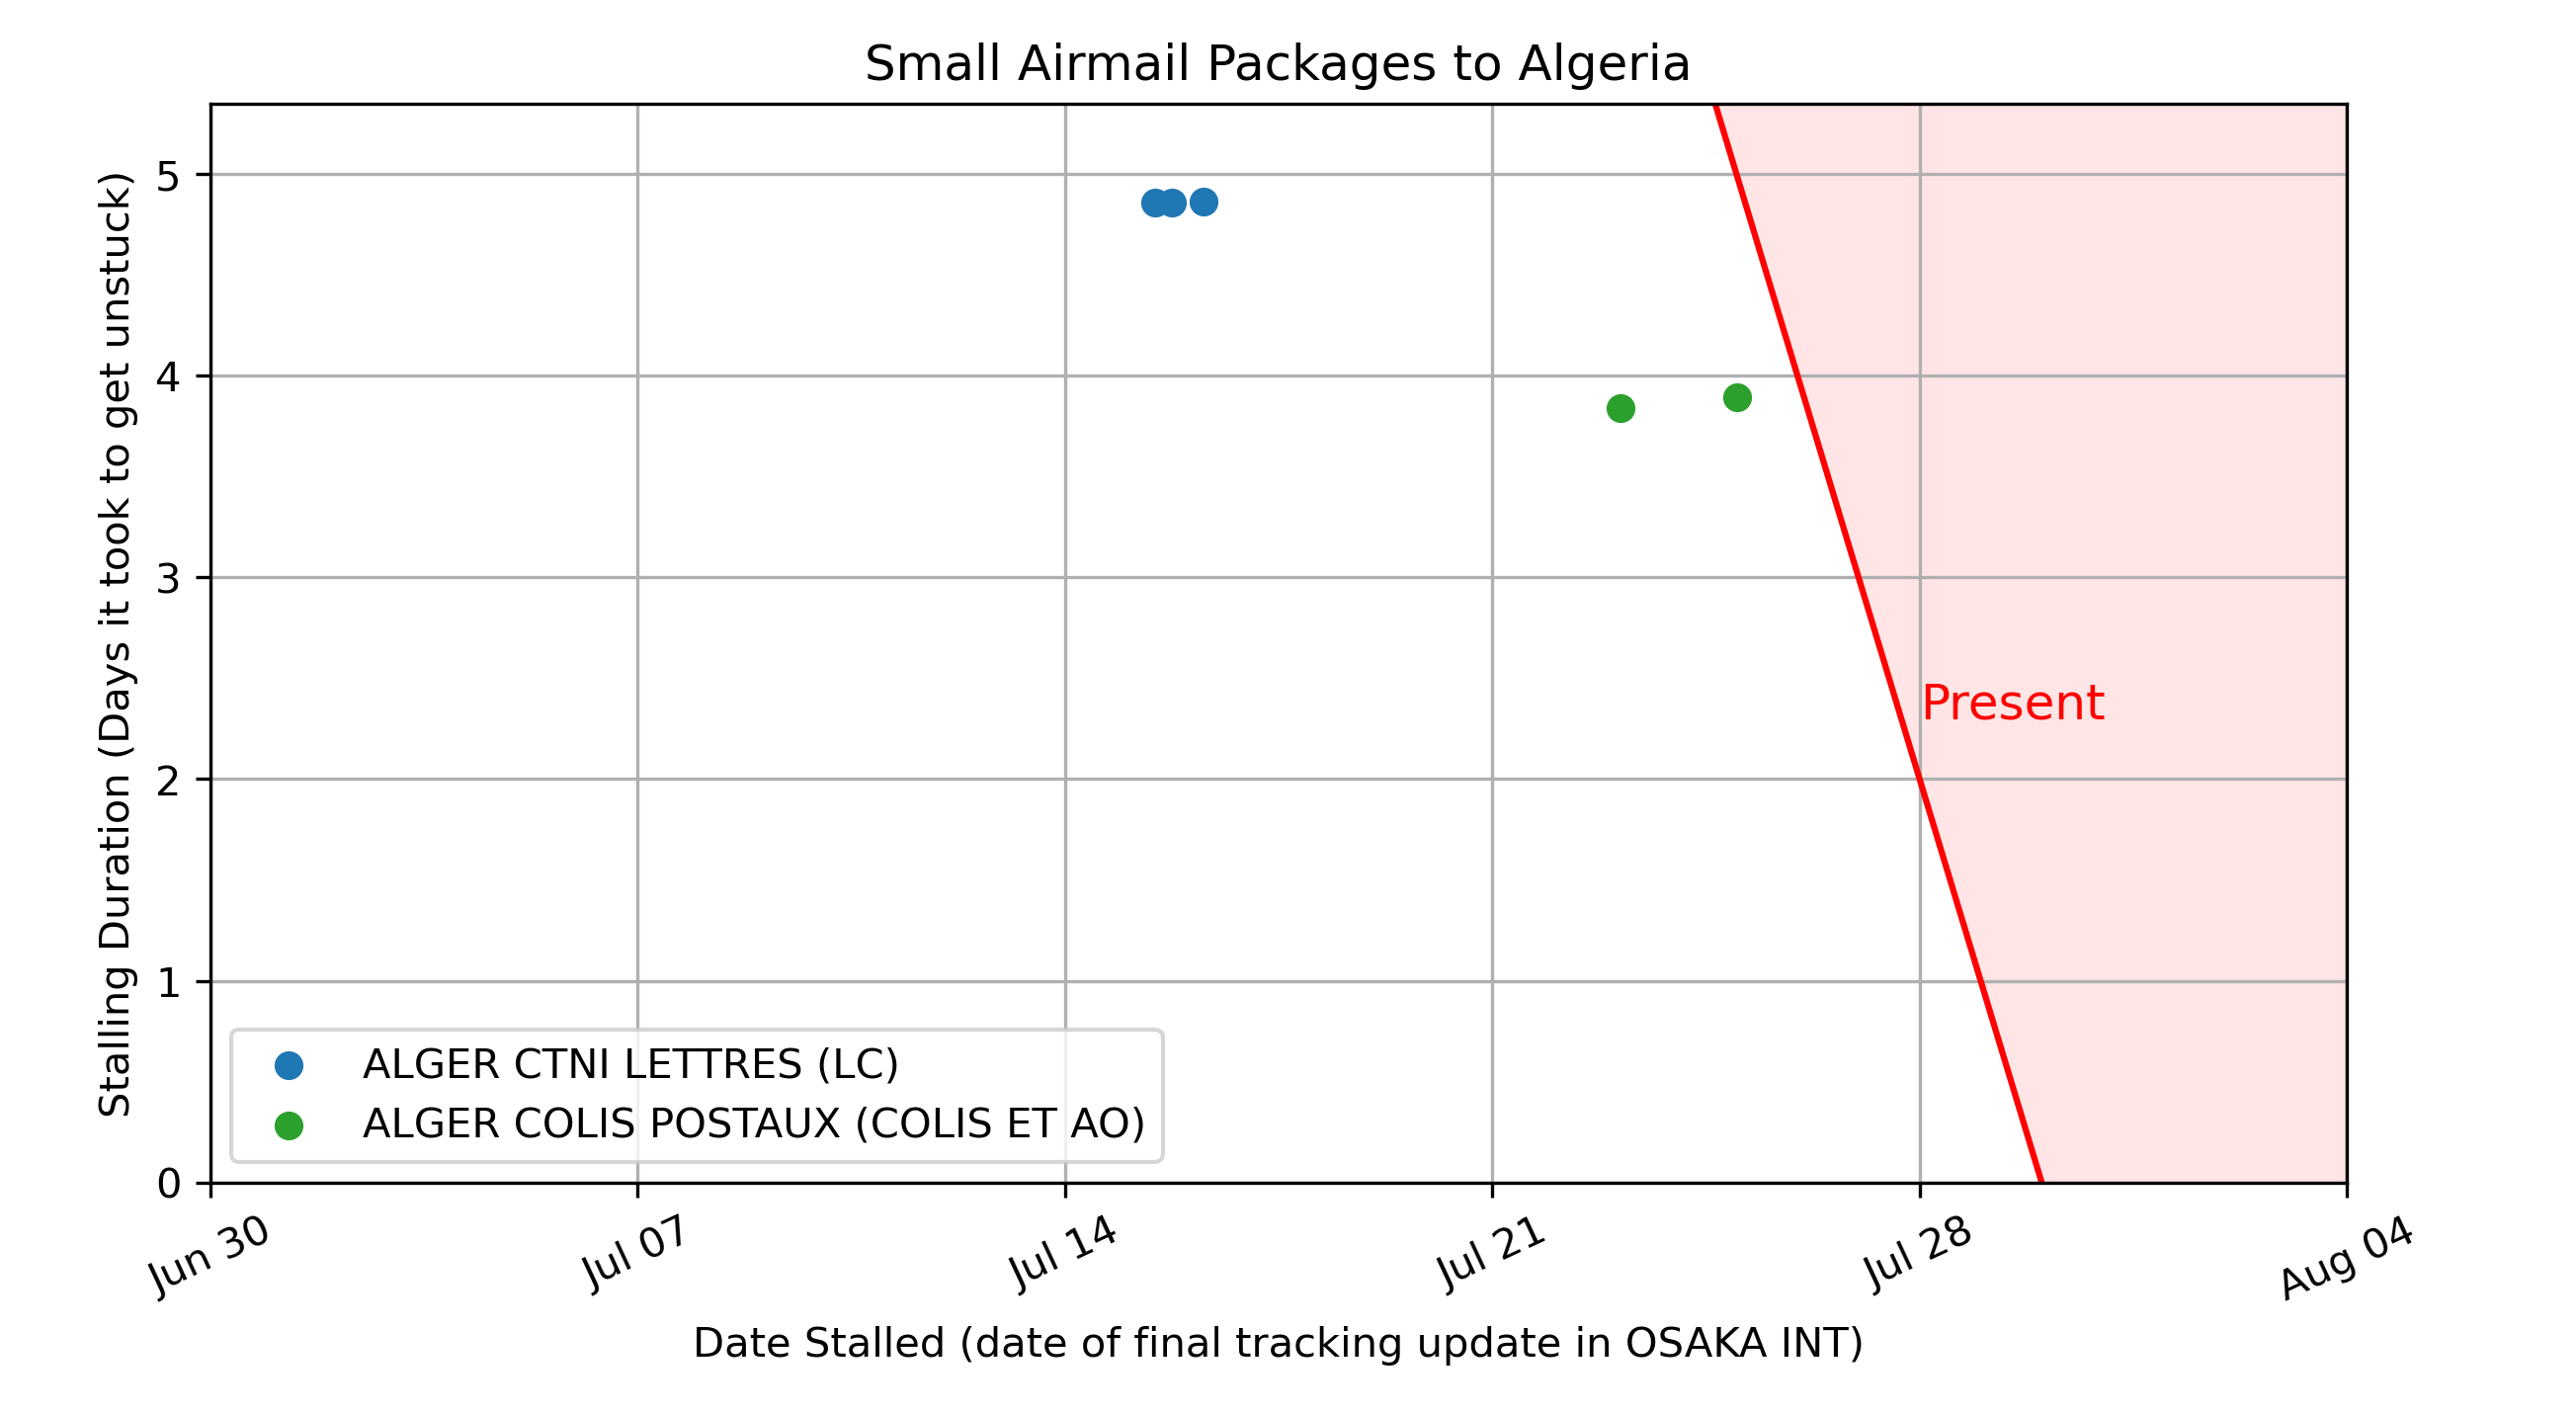 Small Airmail Packages to Algeria
Stalling Duration (Days it took to get unstuck)
5
4
3
2
1
0
Present
ALGER CTNI LETTRES (LC)
ALGER COLIS POSTAUX (COLIS ET AO)
Jun 30
Jul 07
Jul 14
Jul 21
Jul 28
Aug 04
Date Stalled (date of final tracking update in OSAKA INT)